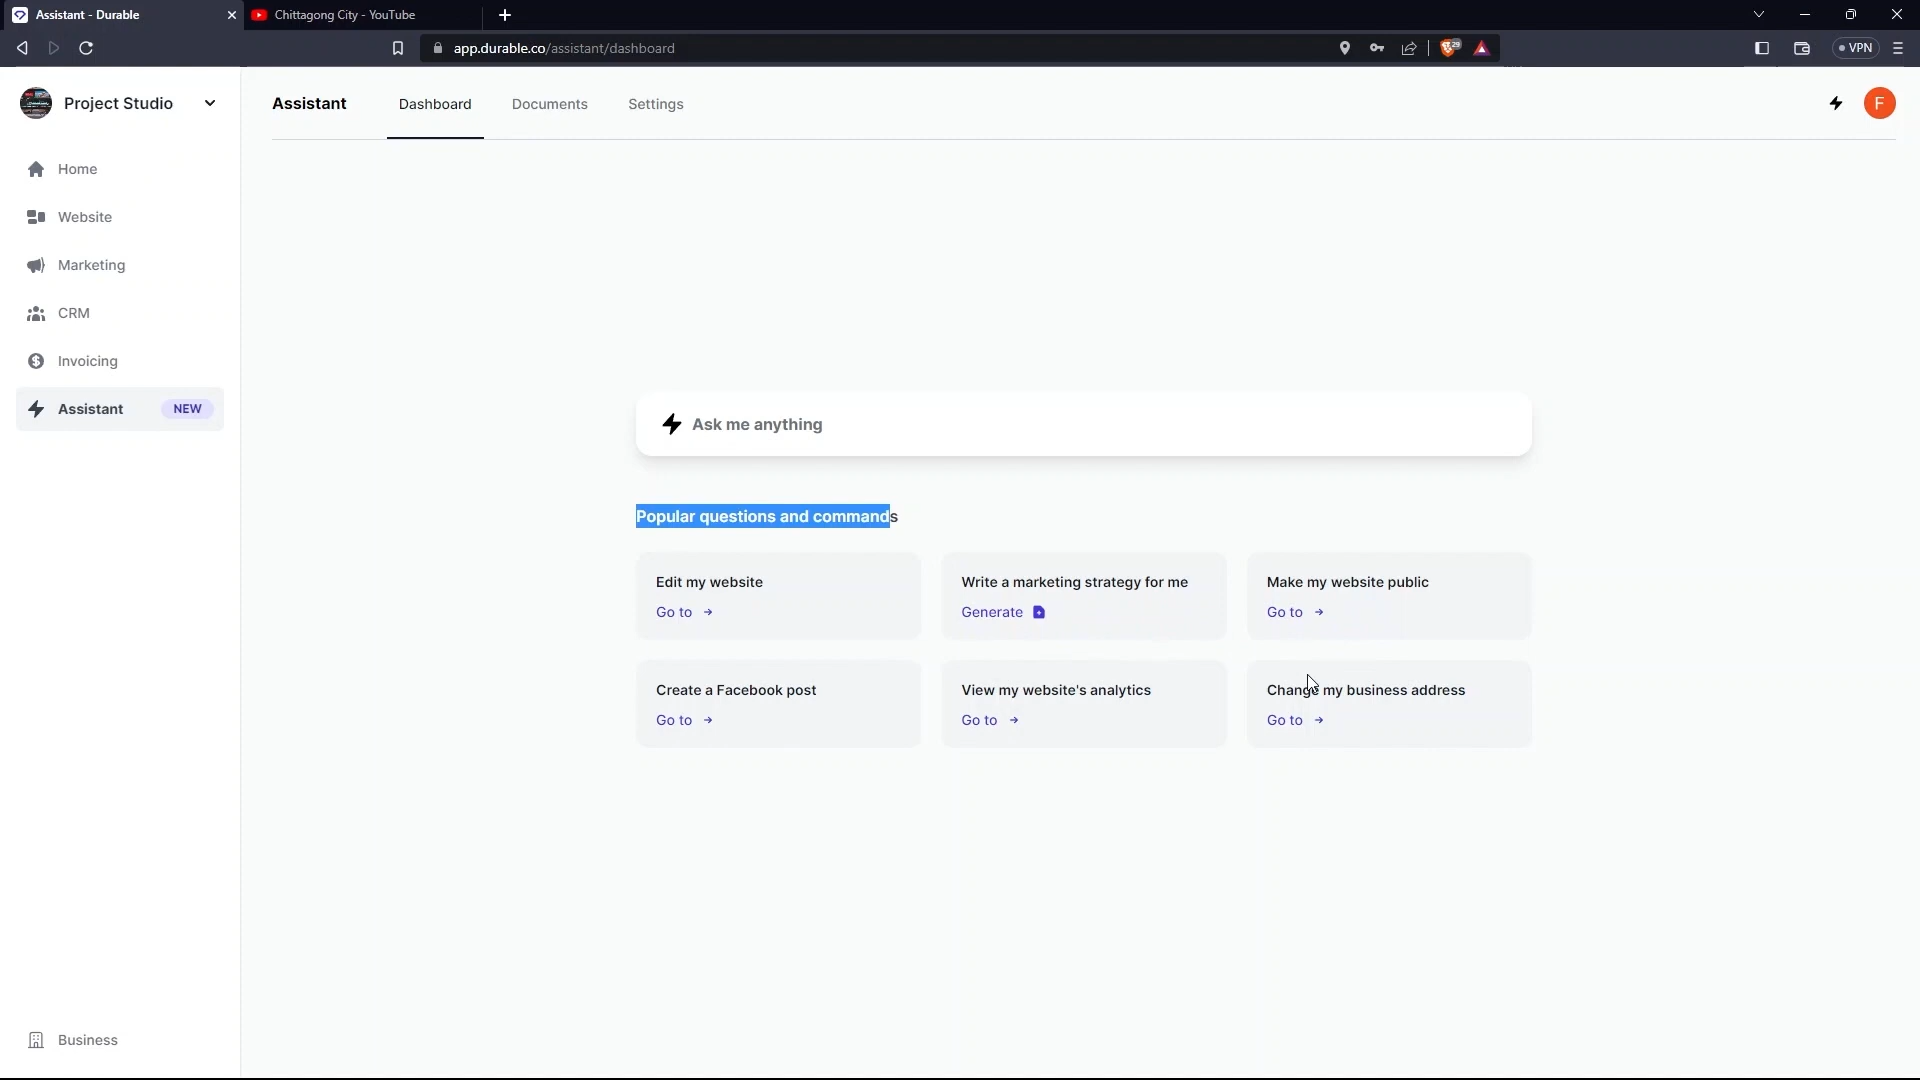 Assistant - Durable
Chittagong City - YouTube
app.durable.co/assistant/dashboard
29
VPN
Project Studio
Assistant
Dashboard
Documents
Settings
F
Home
Website
Marketing
CRM
Invoicing
Assistant
NEW
Ask me anything
Popular questions and commands
Edit my website
Go to
Write a marketing strategy for me
Generate
Make my website public
Go to
Create a Facebook post
Go to
View my website's analytics
Go to
Change my business address
Go to
Business